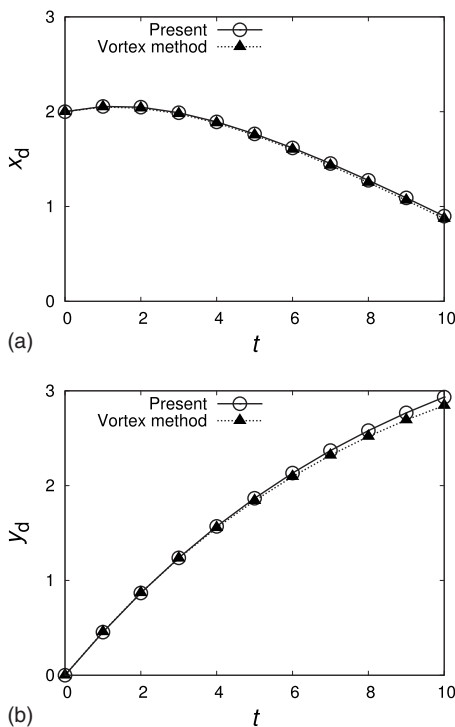 3
Present
Vortex method
2
x_d
1
0
0 2 4 6 8 10
(a) t
3
Present
Vortex method
2
y_d
1
0
0 2 4 6 8 10
(b) t